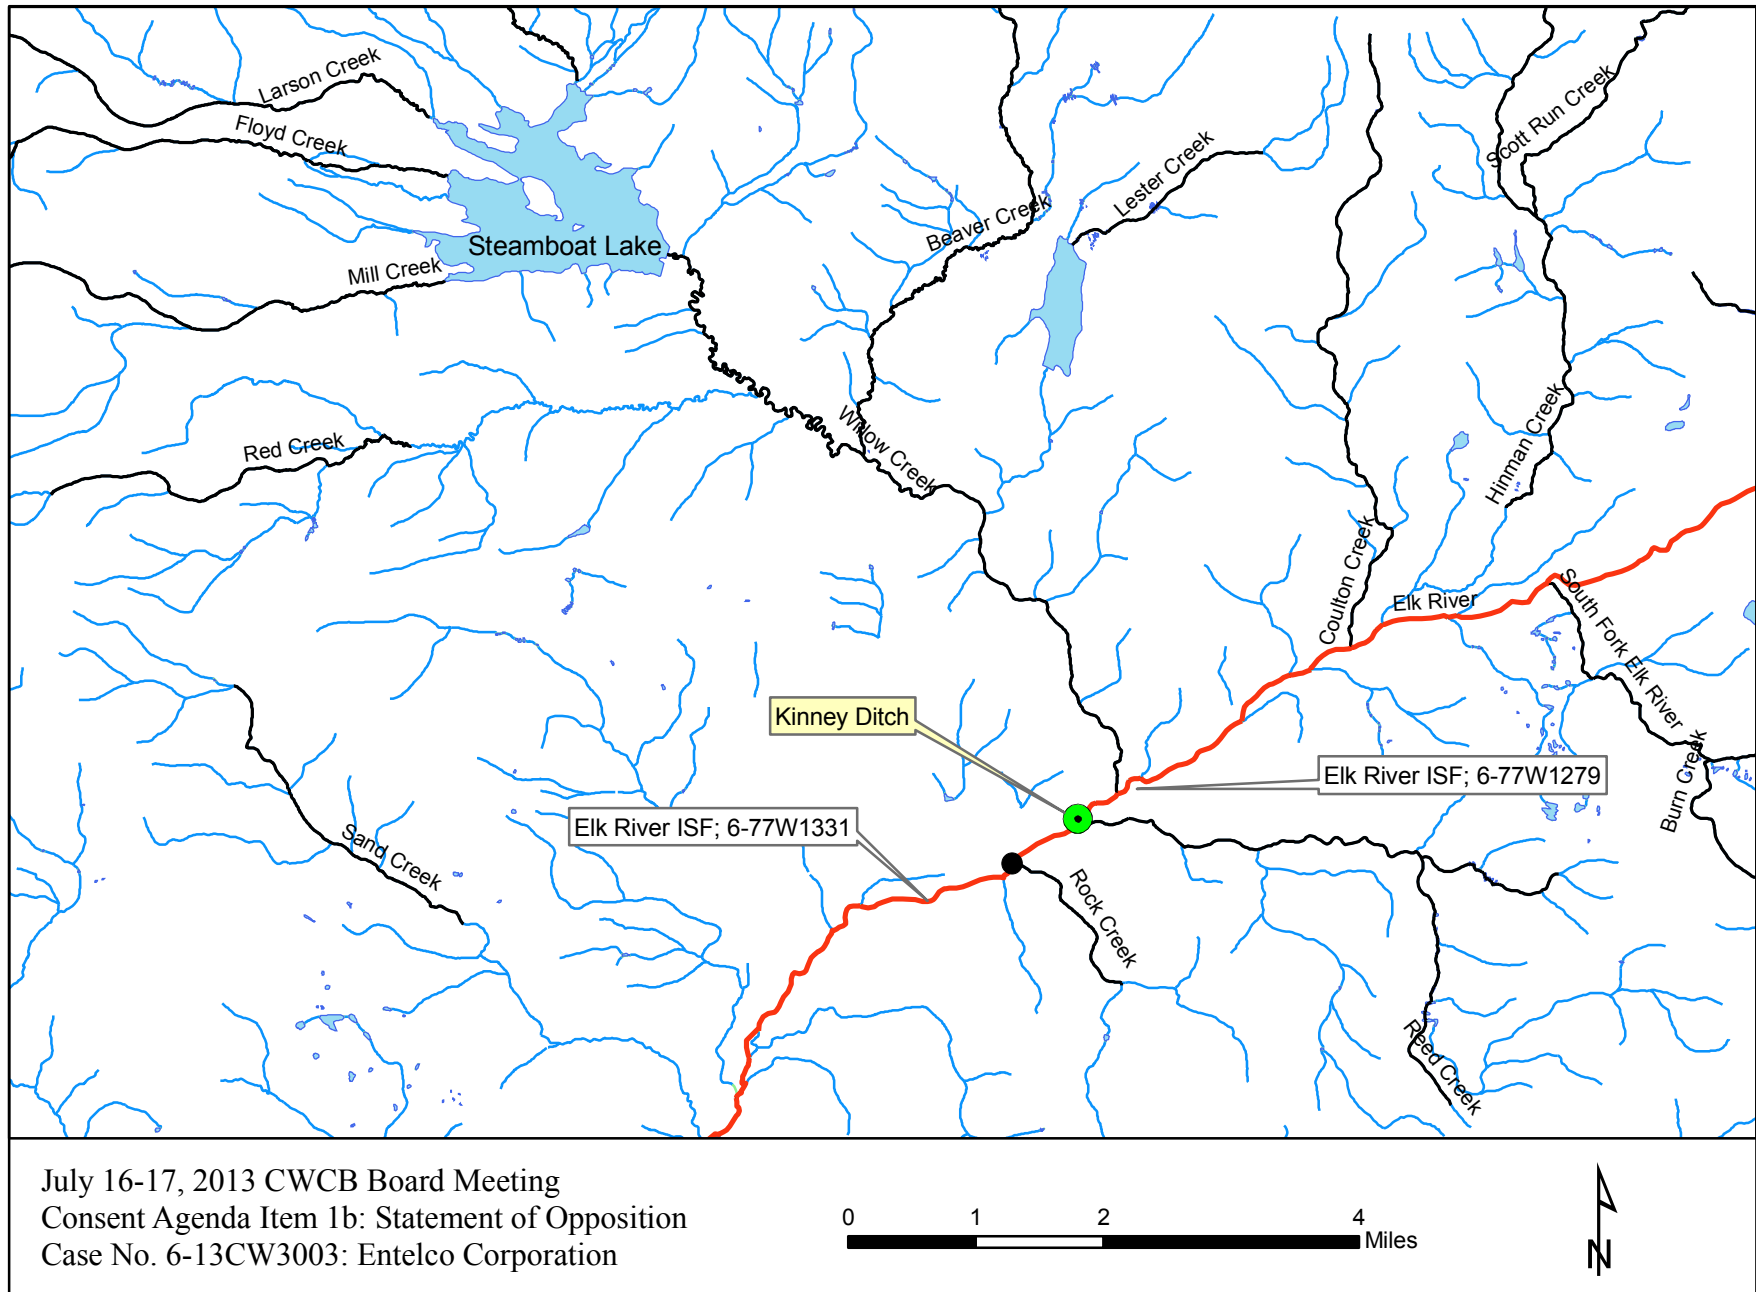 Larson Creek
Floyd Creek
Scott Run Creek
Lester Creek
Beaver Creek
Steamboat Lake
Mill Creek
Willow Creek
Red Creek
Hinman Creek
Coulton Creek
Elk River
South Fork Elk River
Kinney Ditch
Elk River ISF; 6-77W1279
Burn Creek
Elk River ISF; 6-77W1331
Sand Creek
Rock Creek
Reed Creek
July 16-17, 2013 CWCB Board Meeting
Consent Agenda Item 1b: Statement of Opposition
Case No. 6-13CW3003: Entelco Corporation
0 1 2 4
Miles
N